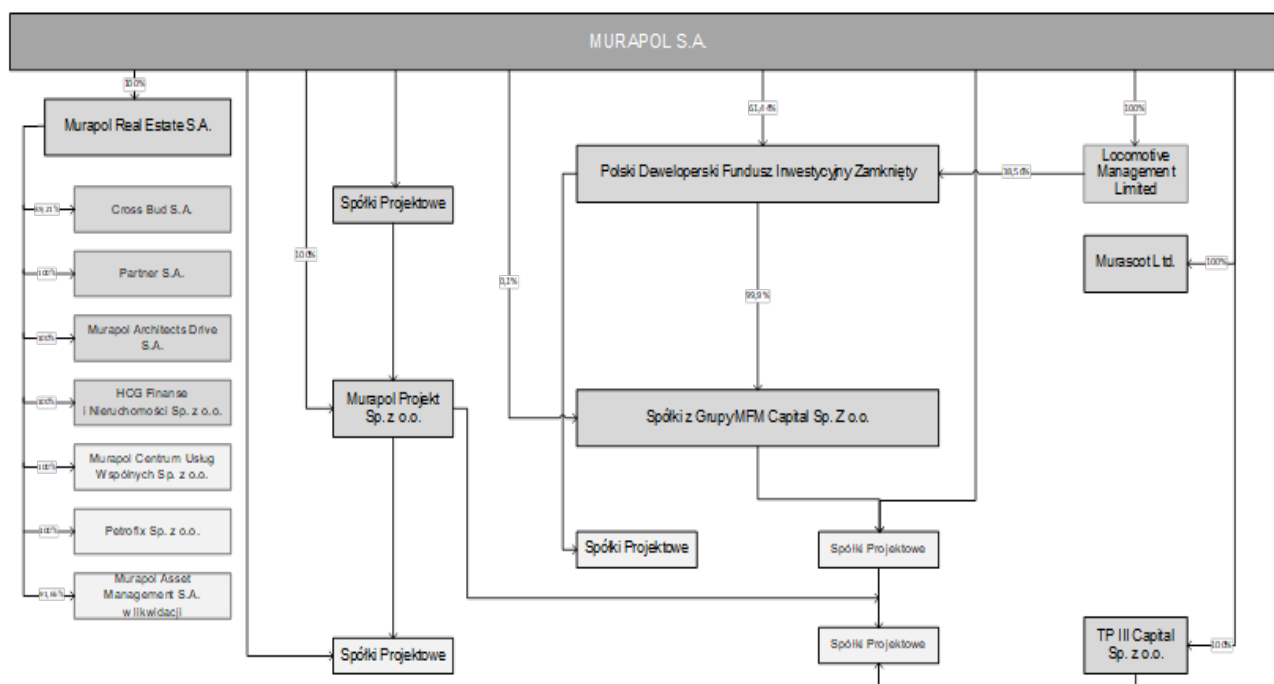 MURAPOL S.A.
100%
Murapol Real Estate S.A.
Cross Bud S.A.
100%
Partner S.A.
100%
Murapol Architects Drive
S.A.
100%
HCG Finanse
i Nieruchomości Sp. z o.o.
100%
Murapol Centrum Usług
Wspólnych Sp. z o.o.
100%
Petrofix Sp. z o.o.
Murapol Asset
Management S.A.
w likwidacji
100%
Spółki Projektowe
Murapol Projekt
Sp. z o.o.
Spółki Projektowe
0,1%
Polski Deweloperski Fundusz Inwestycyjny Zamknięty
99,9%
Spółki z Grupy MFM Capital Sp. Z o.o.
Spółki Projektowe
Spółki Projektowe
Spółki Projektowe
100%
Locomotive
Management
Limited
Murascot Ltd.
100%
TP III Capital
Sp. z o.o.
100%